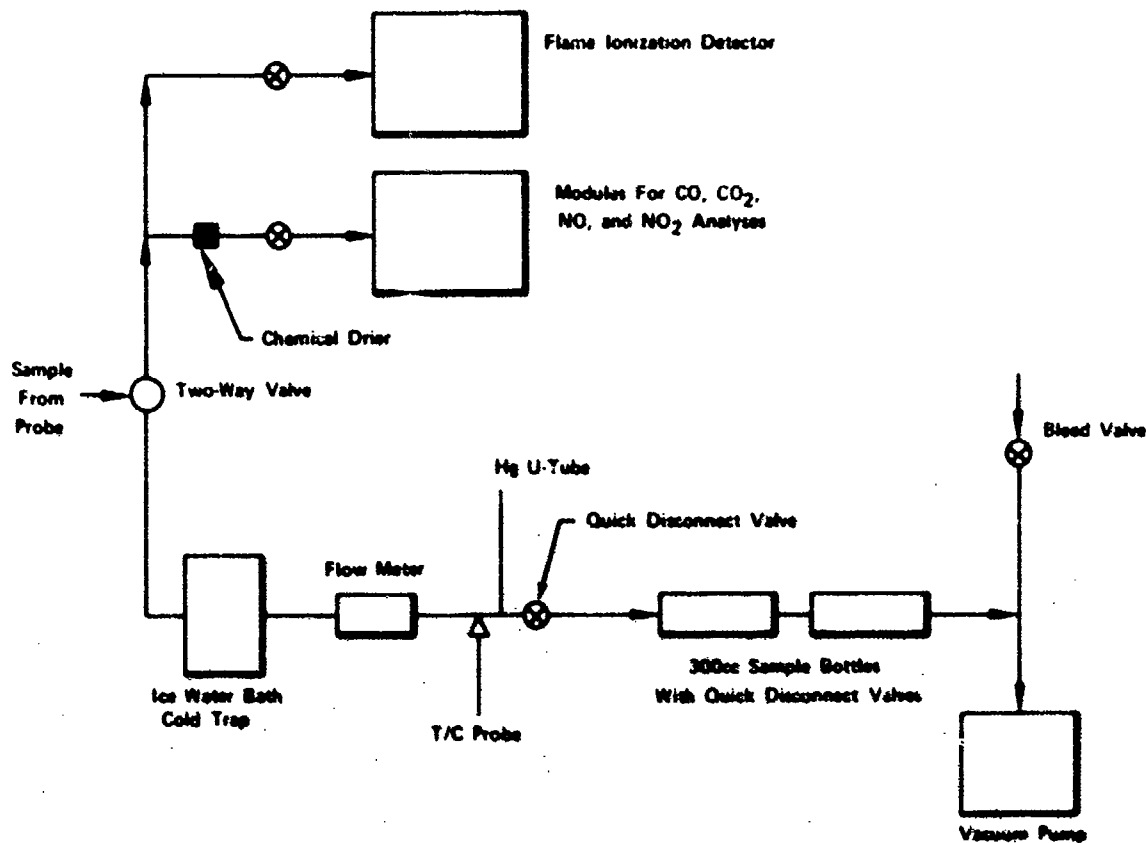 Flame Ionization Detector
Modules For CO, CO2,
NO, and NO2 Analyses
Chemical Drier
Sample
From
Probe
Two-Way Valve
Bleed Valve
Hg U-Tube
Quick Disconnect Valve
Flow Meter
300cc Sample Bottles
With Quick Disconnect Valves
Ice Water Bath
Cold Trap
T/C Probe
Vacuum Pump